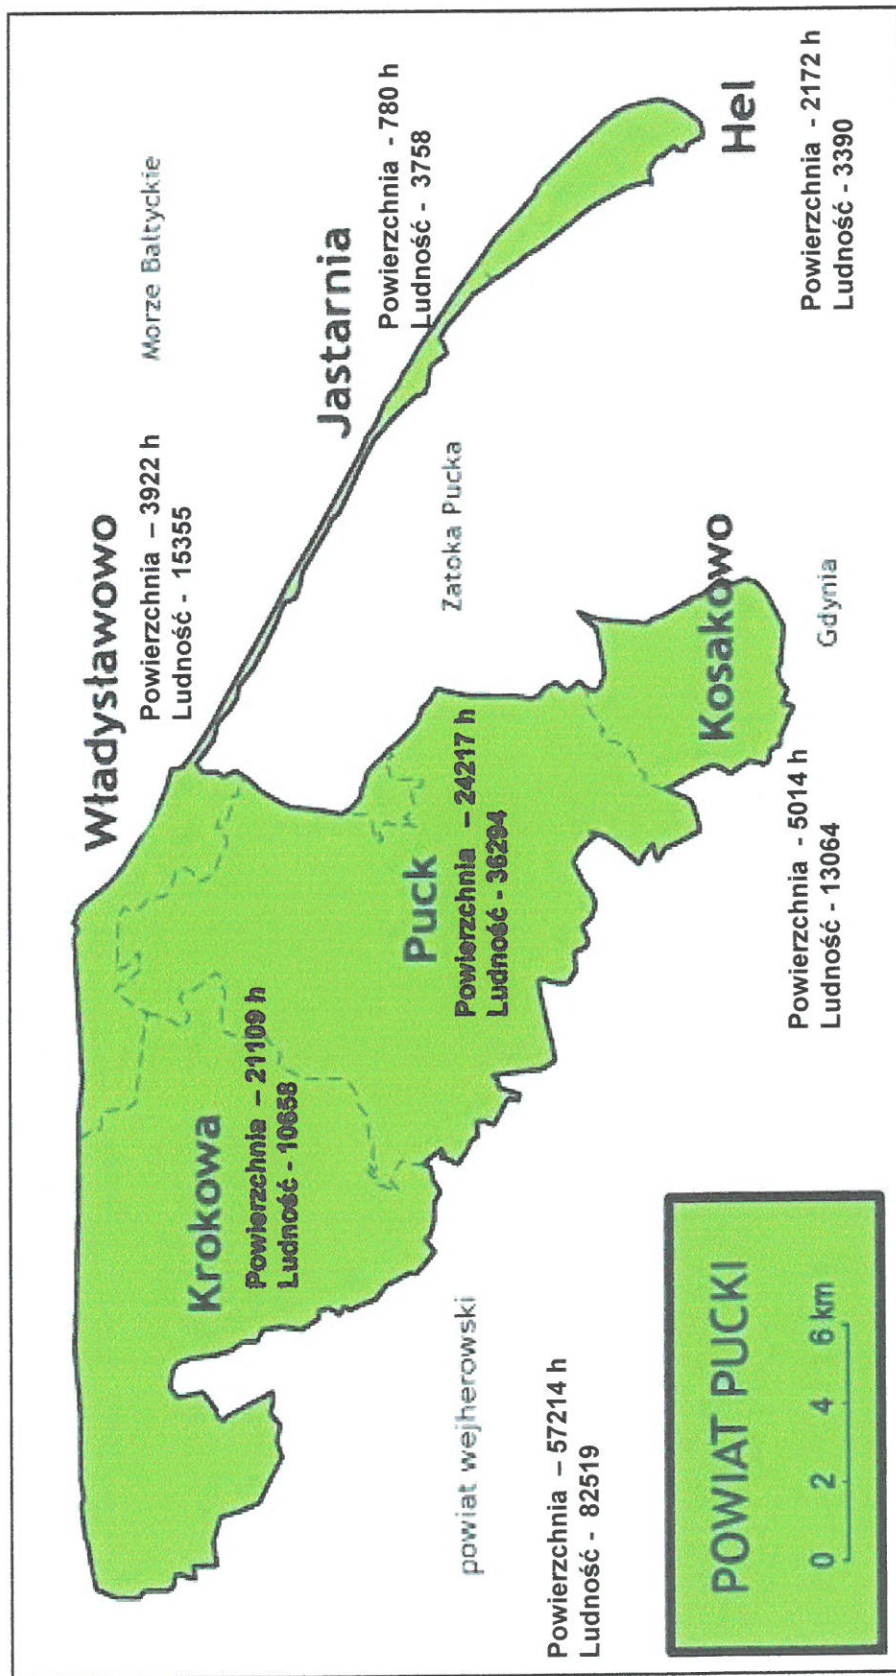 Morze Bałtyckie
Władysławowo
Powierzchnia – 3922 h
Ludność - 15355
Jastarnia
Powierzchnia - 780 h
Ludność - 3758
Krokowa
Powierzchnia – 21109 h
Ludność - 10658
Puck
Powierzchnia – 24217 h
Ludność - 36294
Zatoka Pucka
Hel
Powierzchnia - 2172 h
Ludność - 3390
Kosakowo
Gdynia
Powierzchnia - 5014 h
Ludność - 13064
powiat wejherowski
Powierzchnia – 57214 h
Ludność - 82519
POWIAT PUCKI
0 2 4 6 km